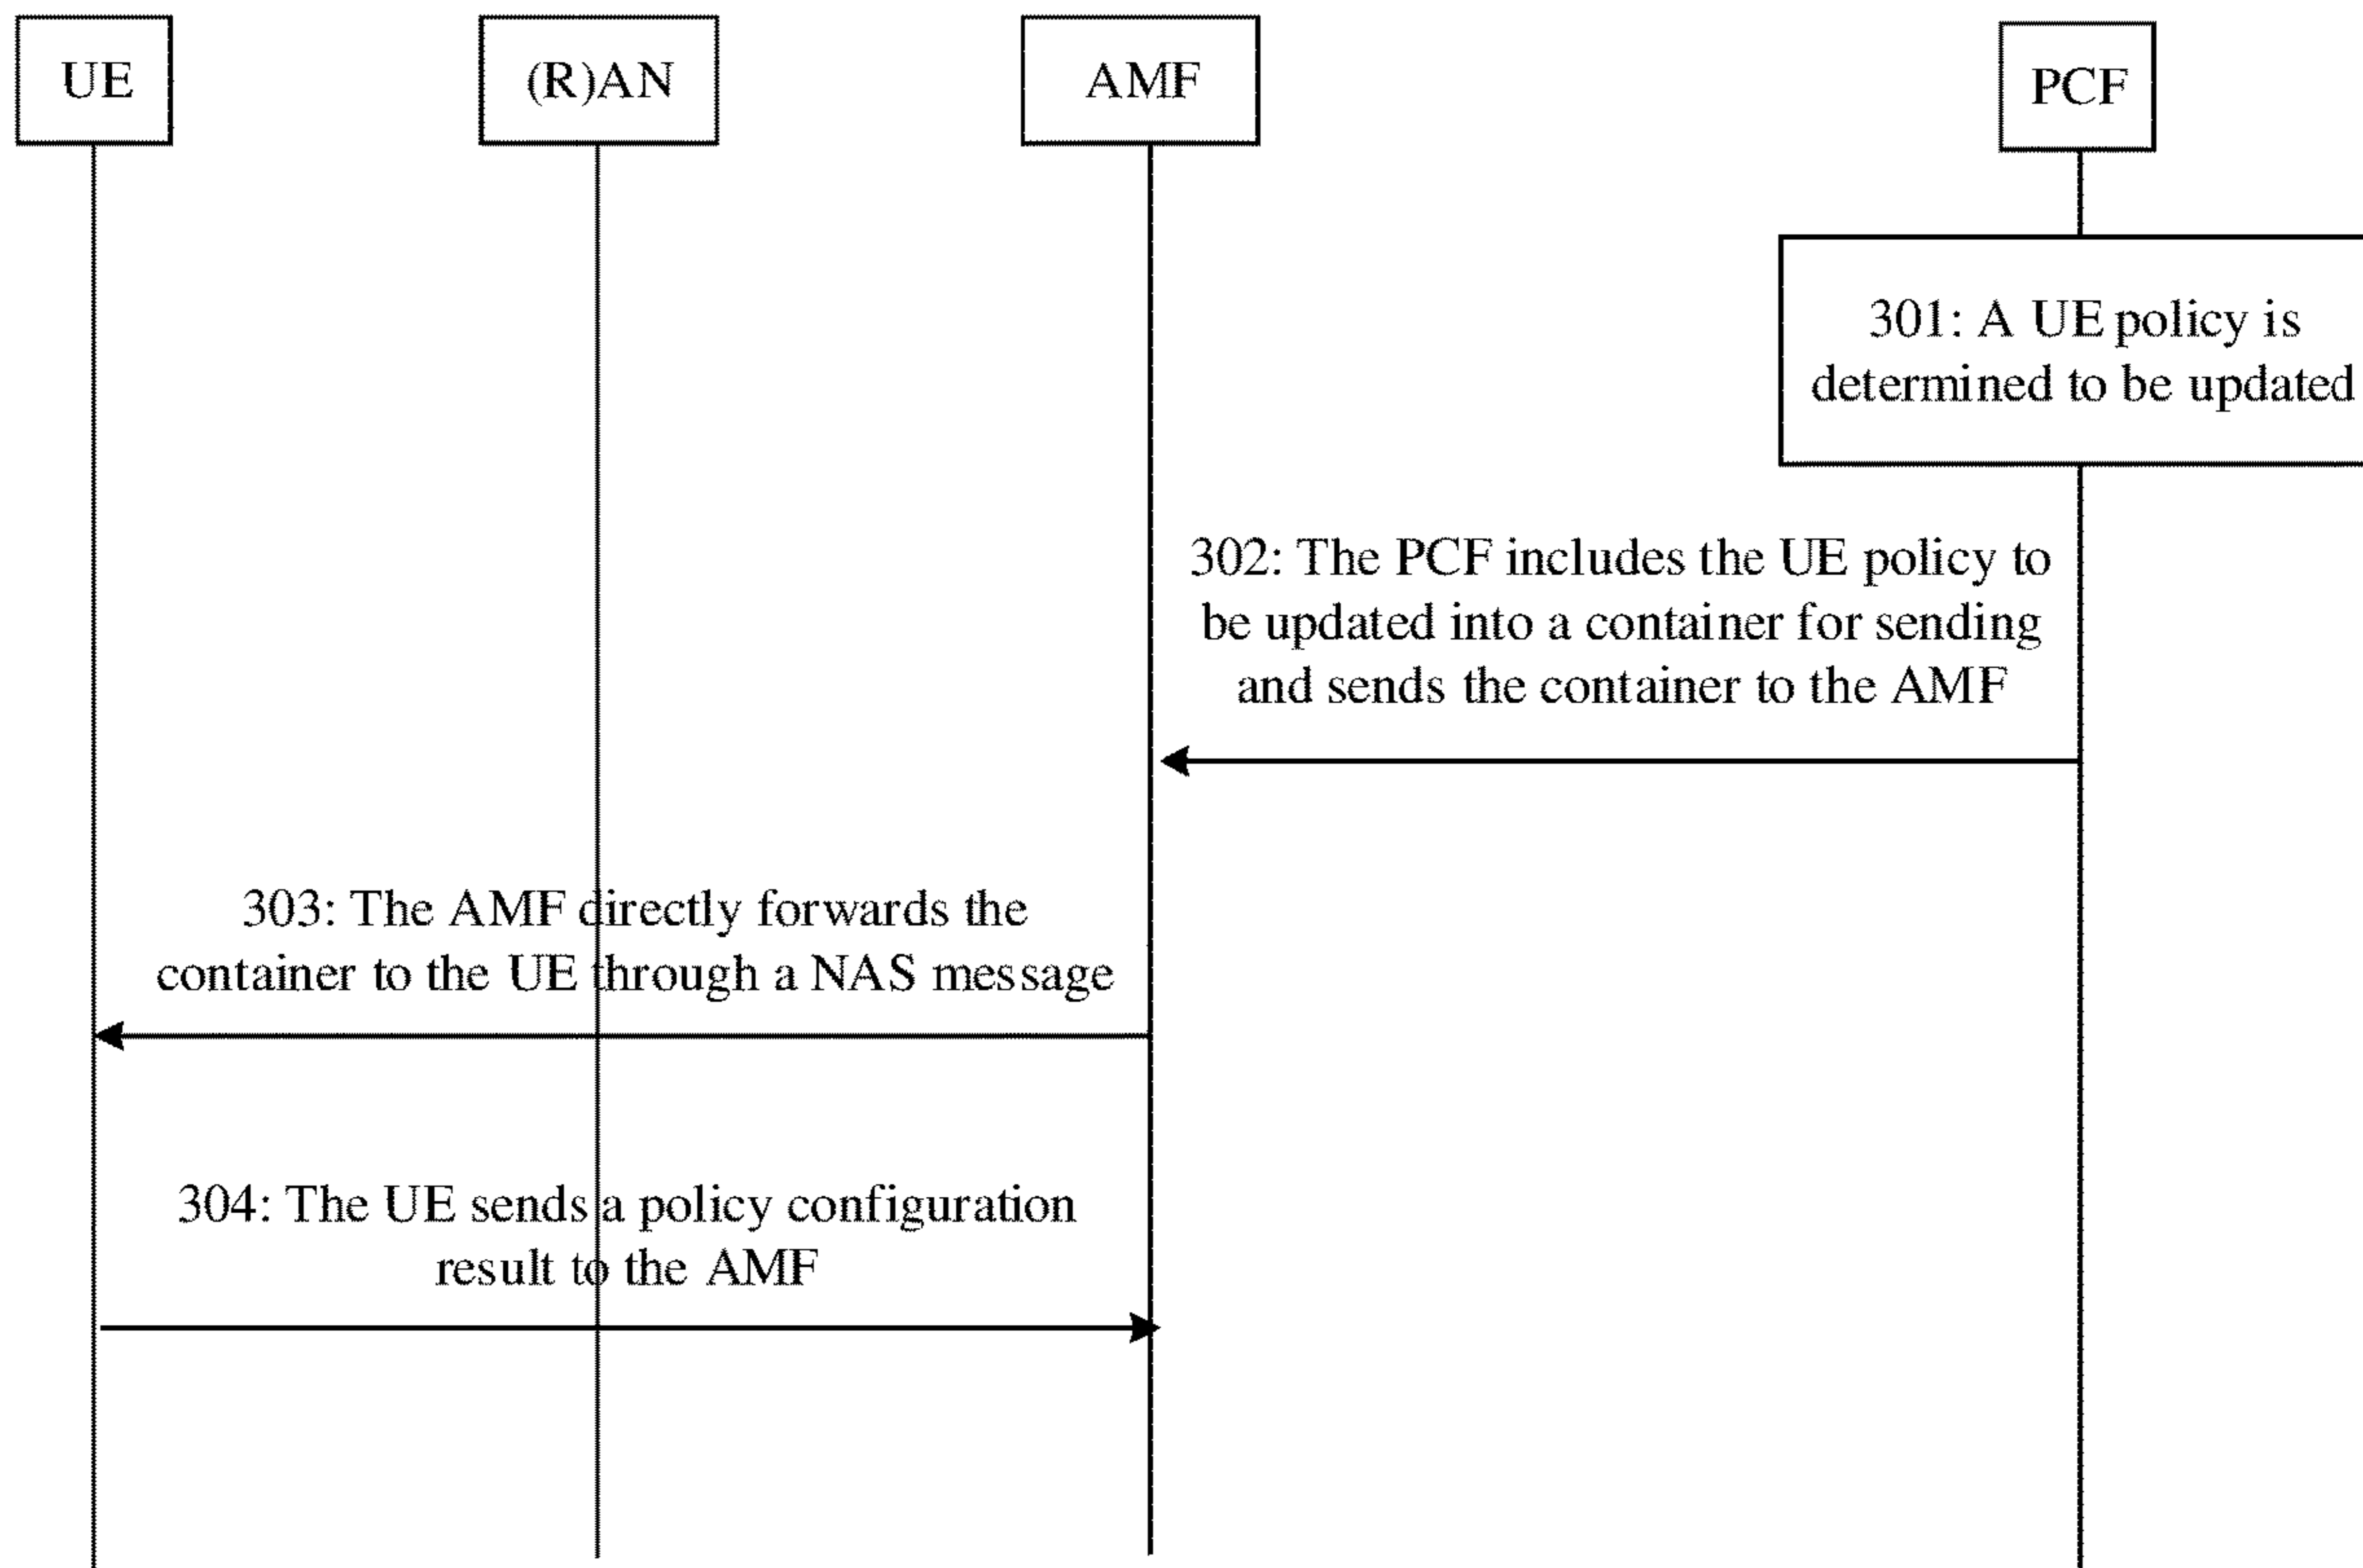 UE
(R)AN
AMF
PCF
301: A UE policy is
determined to be updated
302: The PCF includes the UE policy to
be updated into a container for sending
and sends the container to the AMF
303: The AMF directly forwards the
container to the UE through a NAS message
304: The UE sends a policy configuration
result to the AMF